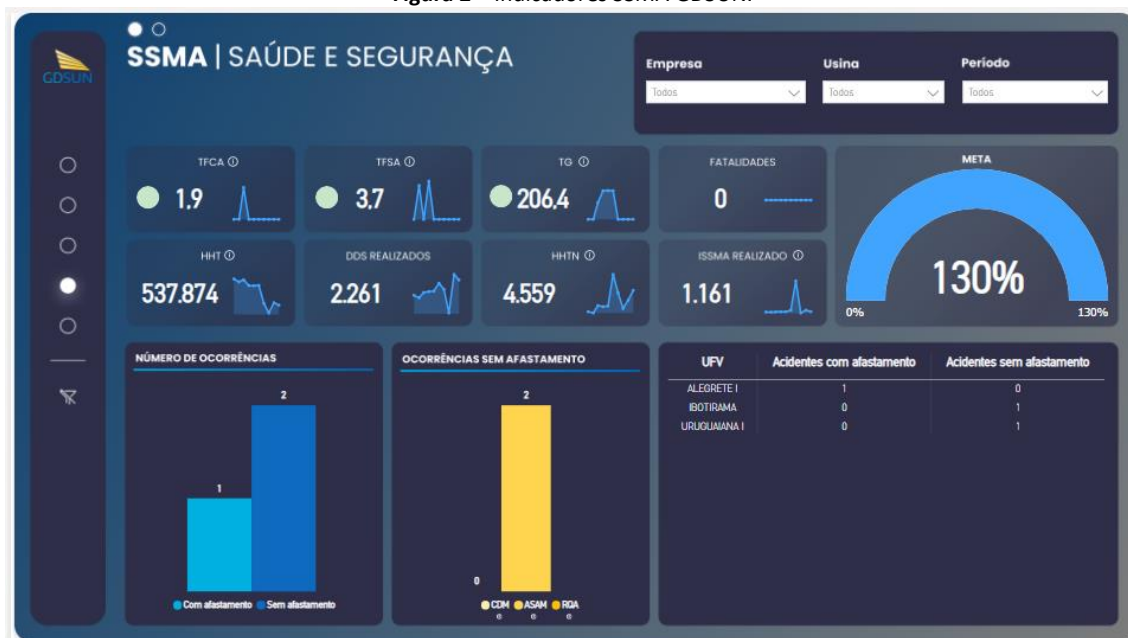 Figura 2 – Indicadores SSMA GDSUN.
GDSUN
SSMA | SAÚDE E SEGURANÇA
Empresa Usina Período
Todos Todos Todos
TFCA TFSA TG FATALIDADES META
1,9 3,7 206,4 0
HHT DDS REALIZADOS HHTN ISSMA REALIZADO
537.874 2.261 4.559 1.161 130%
0% 130%
NÚMERO DE OCORRÊNCIAS
2
1
Com afastamento Sem afastamento
OCORRÊNCIAS SEM AFASTAMENTO
2
0
CDM ASAM RGA
UFV Acidentes com afastamento Acidentes sem afastamento
ALEGRETE I 1 0
IBOTIRAMA 0 1
URUGUAIANA I 0 1